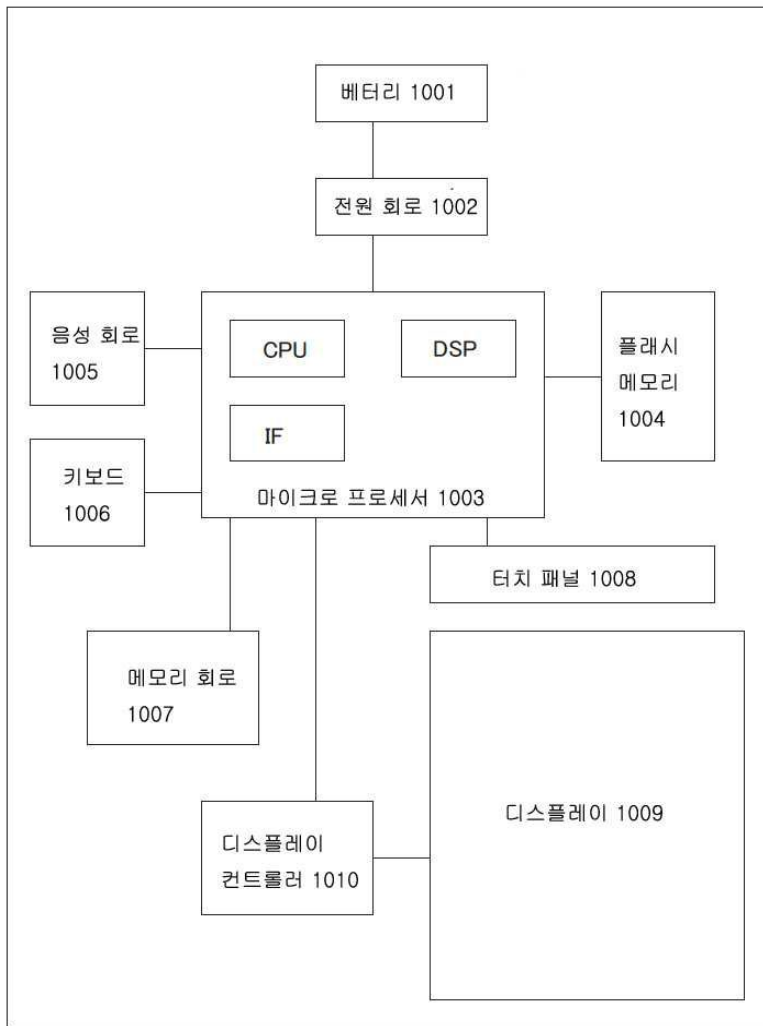 베터리 1001
전원 회로 1002
음성 회로
1005
CPU
DSP
플래시
메모리
1004
IF
키보드
1006
마이크로 프로세서 1003
터치 패널 1008
메모리 회로
1007
디스플레이 1009
디스플레이
컨트롤러 1010